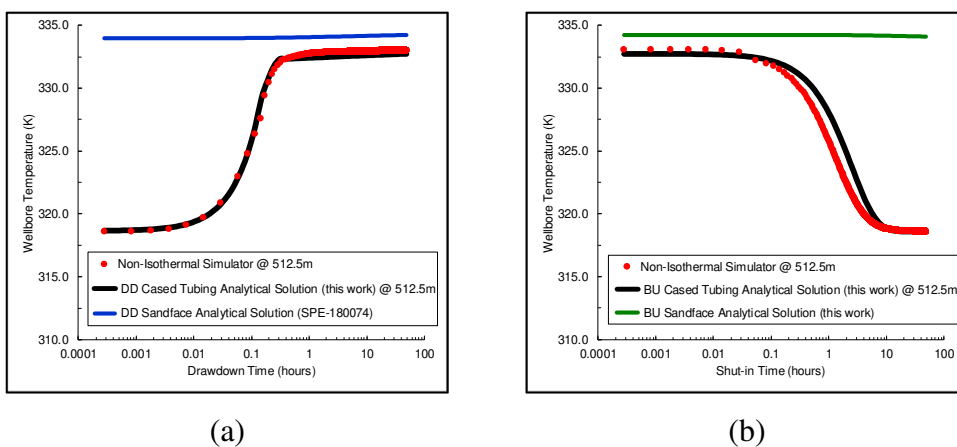 335.0
330.0
325.0
320.0
315.0
310.0
Wellbore Temperature (K)
Non-Isothermal Simulator @ 512.5m
DD Cased Tubing Analytical Solution (this work) @ 512.5m
DD Sandface Analytical Solution (SPE-180074)
0.0001 0.001 0.01 0.1 1 10 100
Drawdown Time (hours)
(a)
335.0
330.0
325.0
320.0
315.0
310.0
Wellbore Temperature (K)
Non-Isothermal Simulator @ 512.5m
BU Cased Tubing Analytical Solution (this work) @ 512.5m
BU Sandface Analytical Solution (this work)
0.0001 0.001 0.01 0.1 1 10 100
Shut-in Time (hours)
(b)